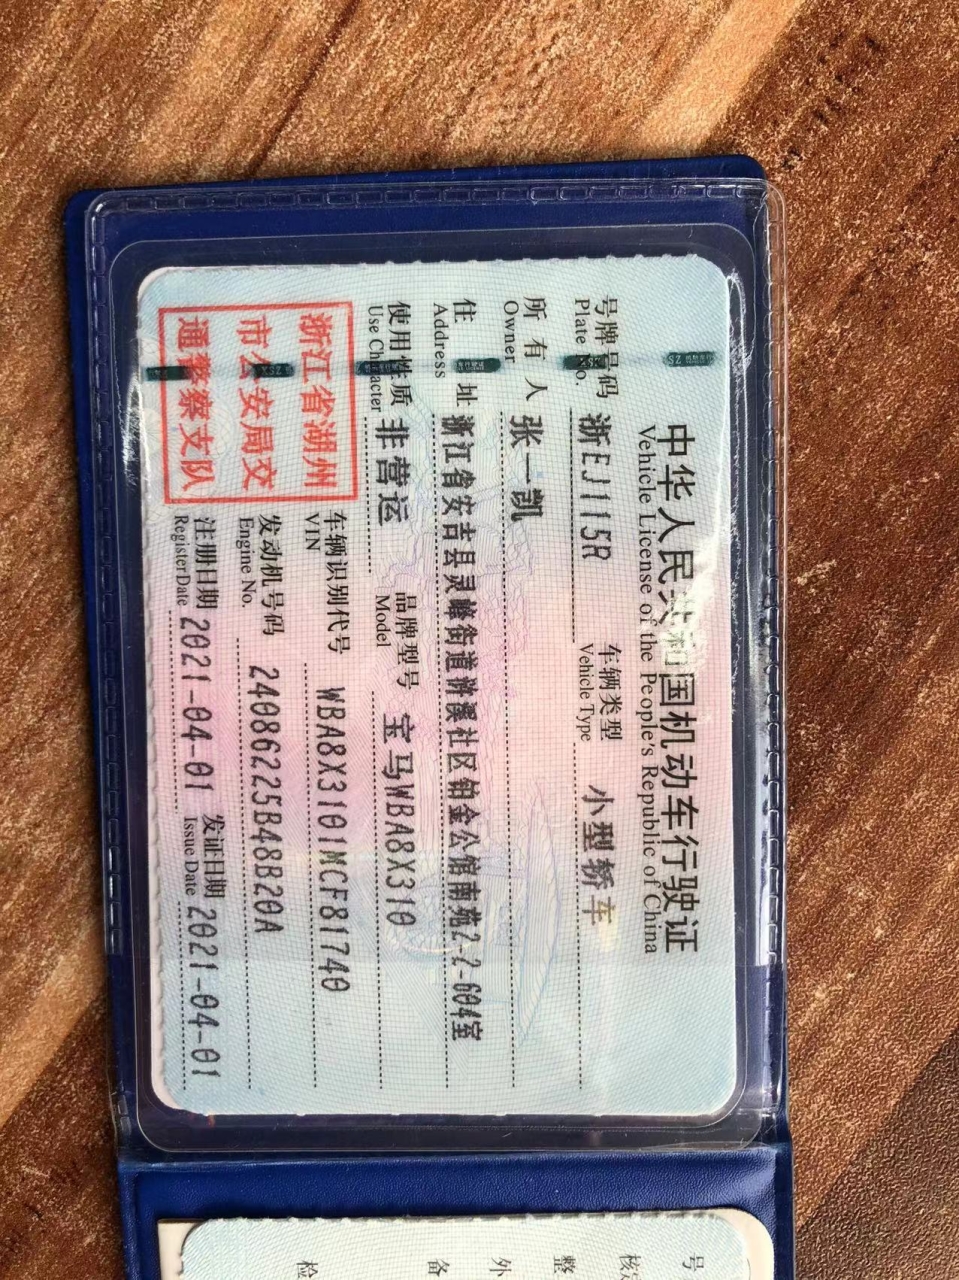 中华人民共和国机动车行驶证
Vehicle License of the People's Republic of China
号牌号码 浙EJ115R 车辆类型 小型轿车
Plate No. Vehicle Type
所有人 张一凯
Owner
住址 浙江省安吉县灵峰街道浒溪社区铂金公馆南苑2-2-604室
Address
使用性质 非营运 品牌型号 宝马WBA8X310
Use Character Model
浙江省湖州
市公安局交
通警察支队
车辆识别代号 WBA8X3101MCF81740
VIN
发动机号码 24086225B48B20A
Engine No.
注册日期 2021-04-01 发证日期 2021-04-01
Register Date Issue Date
号
核定
整
外
备
检